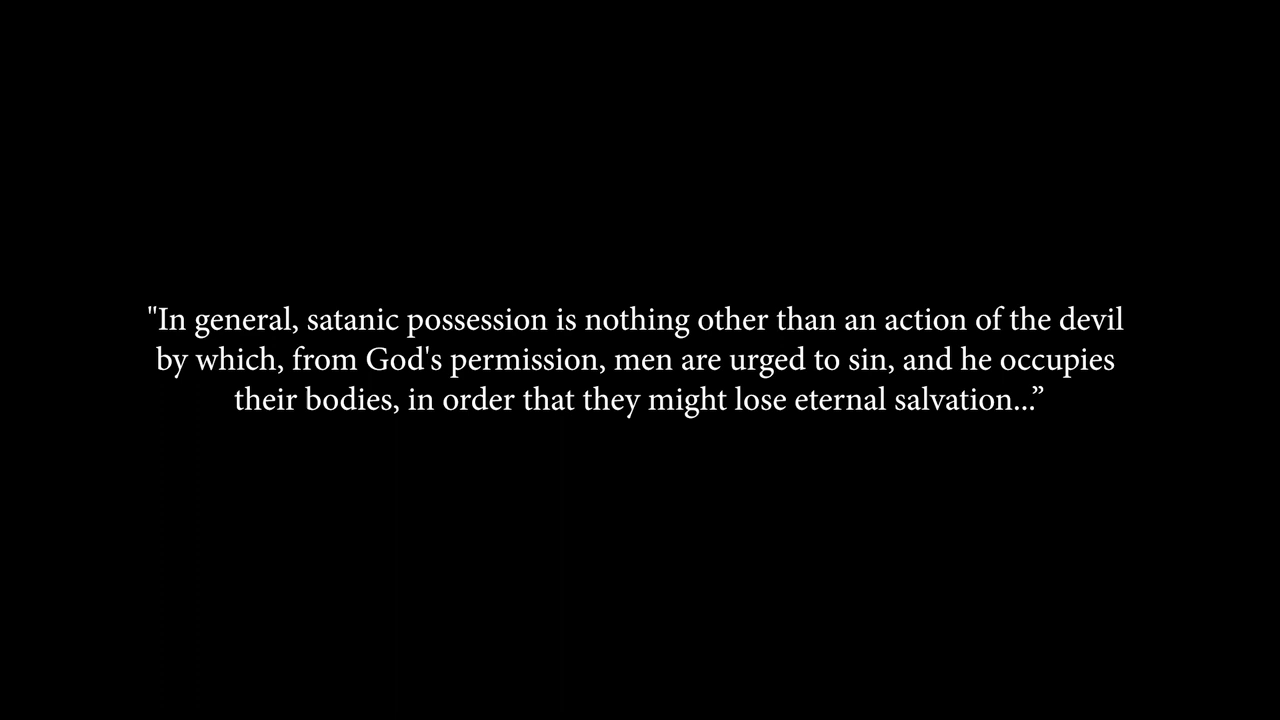 "In general, satanic possession is nothing other than an action of the devil
by which, from God's permission, men are urged to sin, and he occupies
their bodies, in order that they might lose eternal salvation...”